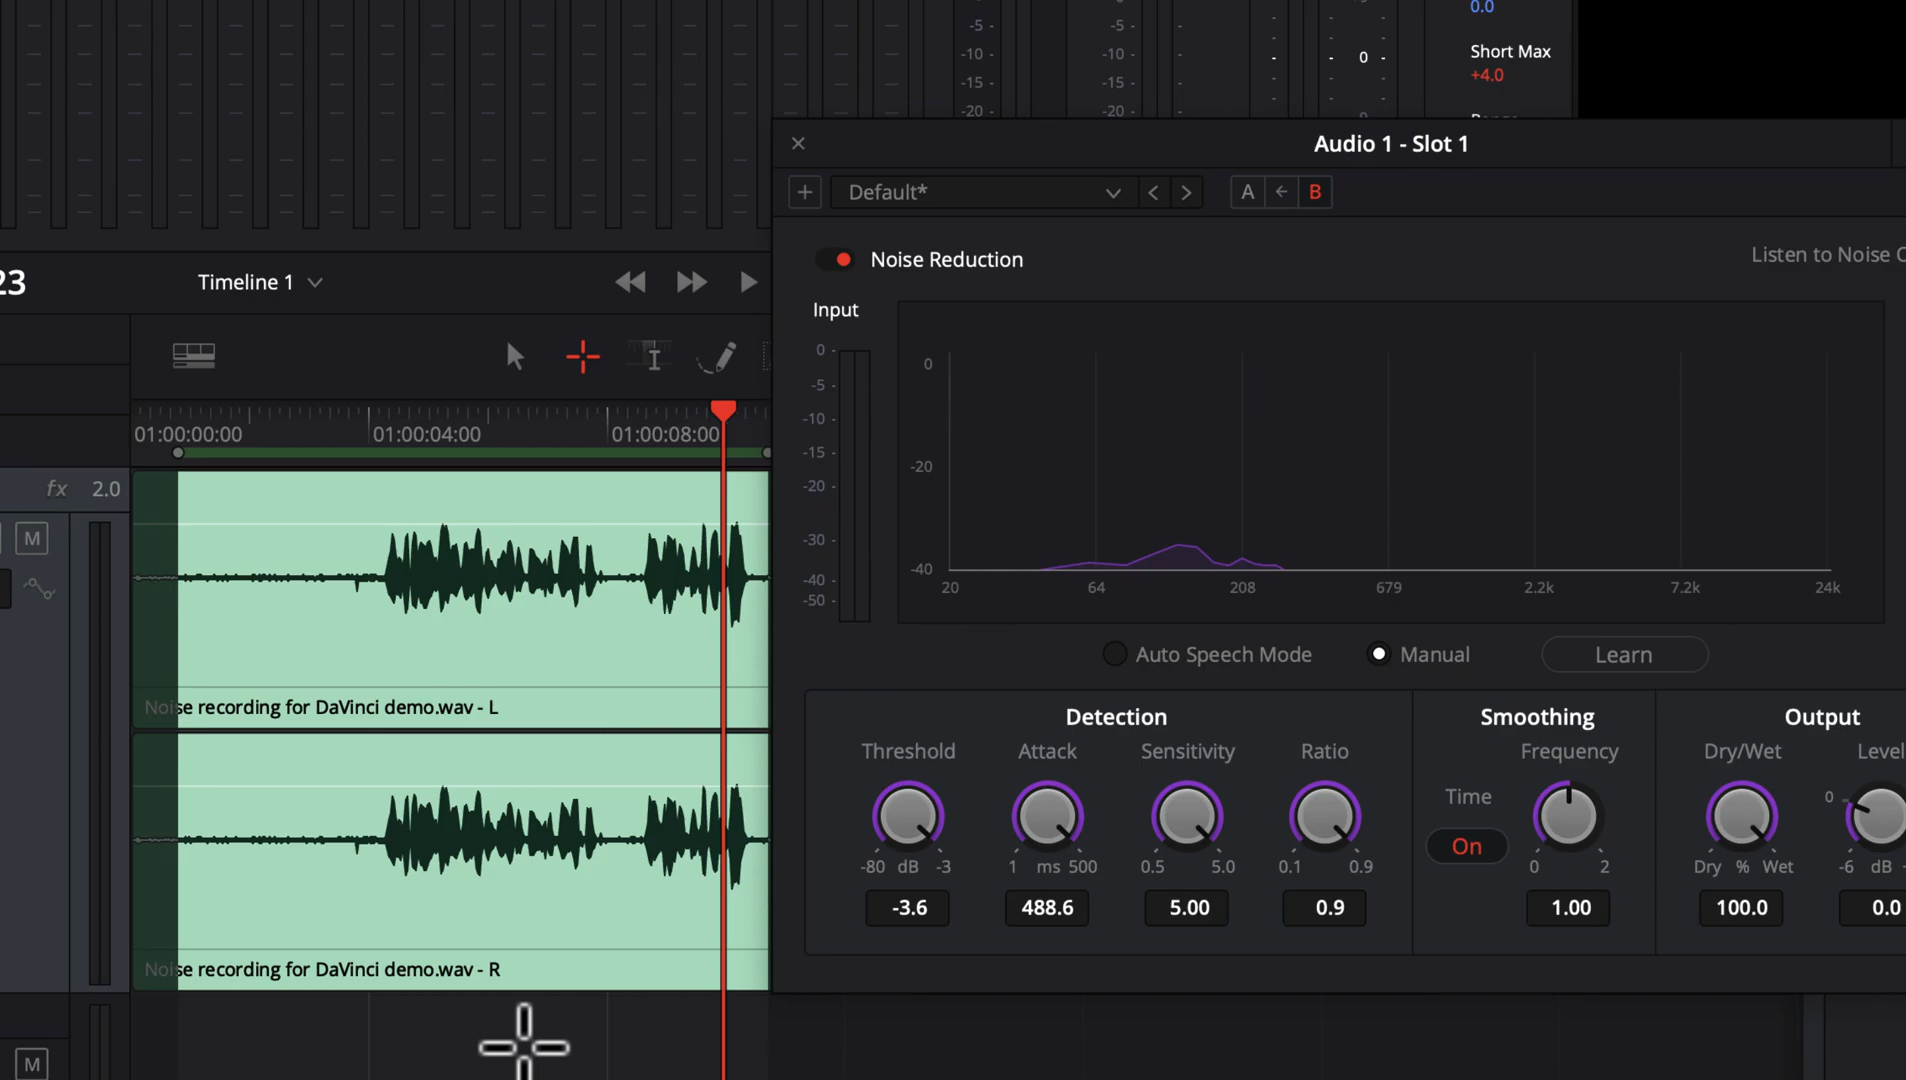 0.0
-5 -
-5 -
-10 -
-10 -
0
Short Max
+4.0
-15 -
-15 -
-20 -
-20 -
Audio 1 - Slot 1
Default*
A
B
23
Timeline 1
Noise Reduction
Listen to Noise
Input
0 -
-5 -
-10 -
-15 -
-20 -
-30 -
-40 -
-50 -
0
-20
-40
20 64 208 679 2.2k 7.2k 24k
01:00:00:00 01:00:04:00 01:00:08:00
fx 2.0
M
Noise recording for DaVinci demo.wav - L
Noise recording for DaVinci demo.wav - R
M
Auto Speech Mode Manual Learn
Detection Smoothing Output
Threshold Attack Sensitivity Ratio Frequency Dry/Wet Level
Time
On
0
-80 dB -3 1 ms 500 0.5 5.0 0.1 0.9 0 2 Dry % Wet -6 dB
-3.6 488.6 5.00 0.9 1.00 100.0 0.0